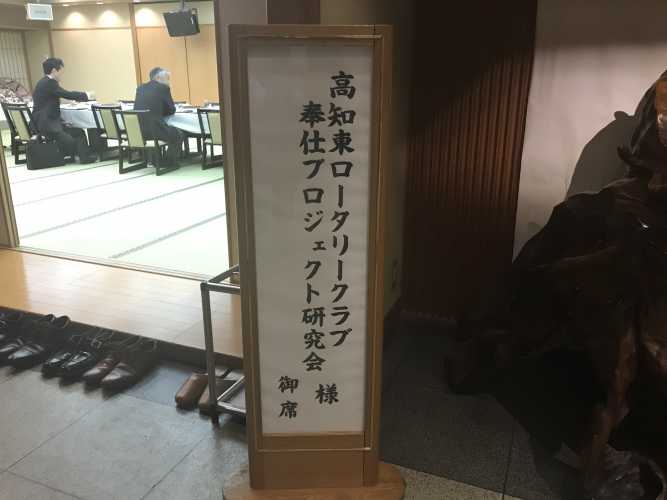 高知東ロータリークラブ
奉仕プロジェクト研究会
様
御席